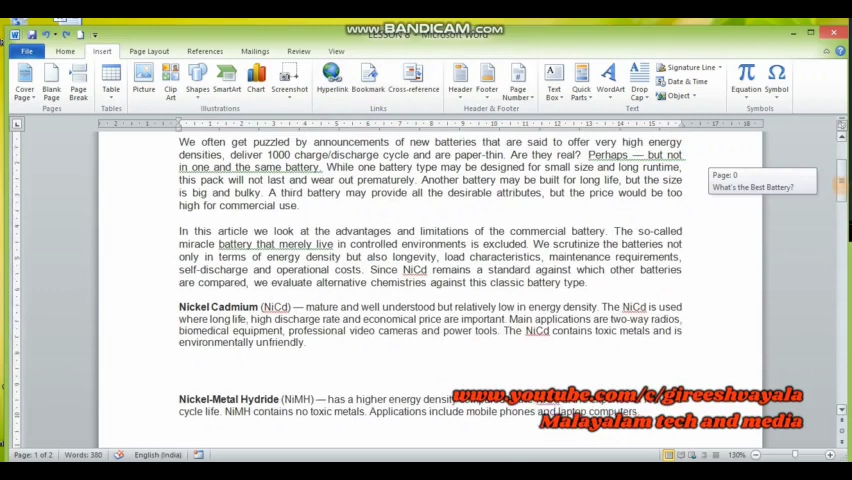 www.BANDICAM.com
Microsoft Word
File Home Insert Page Layout References Mailings Review View
Cover Page Blank Page Page Break Table Picture Clip Art Shapes SmartArt Chart Screenshot Hyperlink Bookmark Cross-reference Header Footer Page Number Text Box Quick Parts WordArt Drop Cap Signature Line Date & Time Object Equation Symbol
Pages Tables Illustrations Links Header & Footer Text Symbols
We often get puzzled by announcements of new batteries that are said to offer very high energy
densities, deliver 1000 charge/discharge cycle and are paper-thin. Are they real? Perhaps — but not
in one and the same battery. While one battery type may be designed for small size and long runtime,
this pack will not last and wear out prematurely. Another battery may be built for long life, but the size
is big and bulky. A third battery may provide all the desirable attributes, but the price would be too
high for commercial use.
Page: 0
What's the Best Battery?
In this article we look at the advantages and limitations of the commercial battery. The so-called
miracle battery that merely live in controlled environments is excluded. We scrutinize the batteries not
only in terms of energy density but also longevity, load characteristics, maintenance requirements,
self-discharge and operational costs. Since NiCd remains a standard against which other batteries
are compared, we evaluate alternative chemistries against this classic battery type.
Nickel Cadmium (NiCd) — mature and well understood but relatively low in energy density. The NiCd is used
where long life, high discharge rate and economical price are important. Main applications are two-way radios,
biomedical equipment, professional video cameras and power tools. The NiCd contains toxic metals and is
environmentally unfriendly.
Nickel-Metal Hydride (NiMH) — has a higher energy density
cycle life. NiMH contains no toxic metals. Applications include mobile phones and laptop computers.
www.youtube.com/c/gireeshvayala
Malayalam tech and media
Page: 1 of 2 Words: 380 English (India) 130%